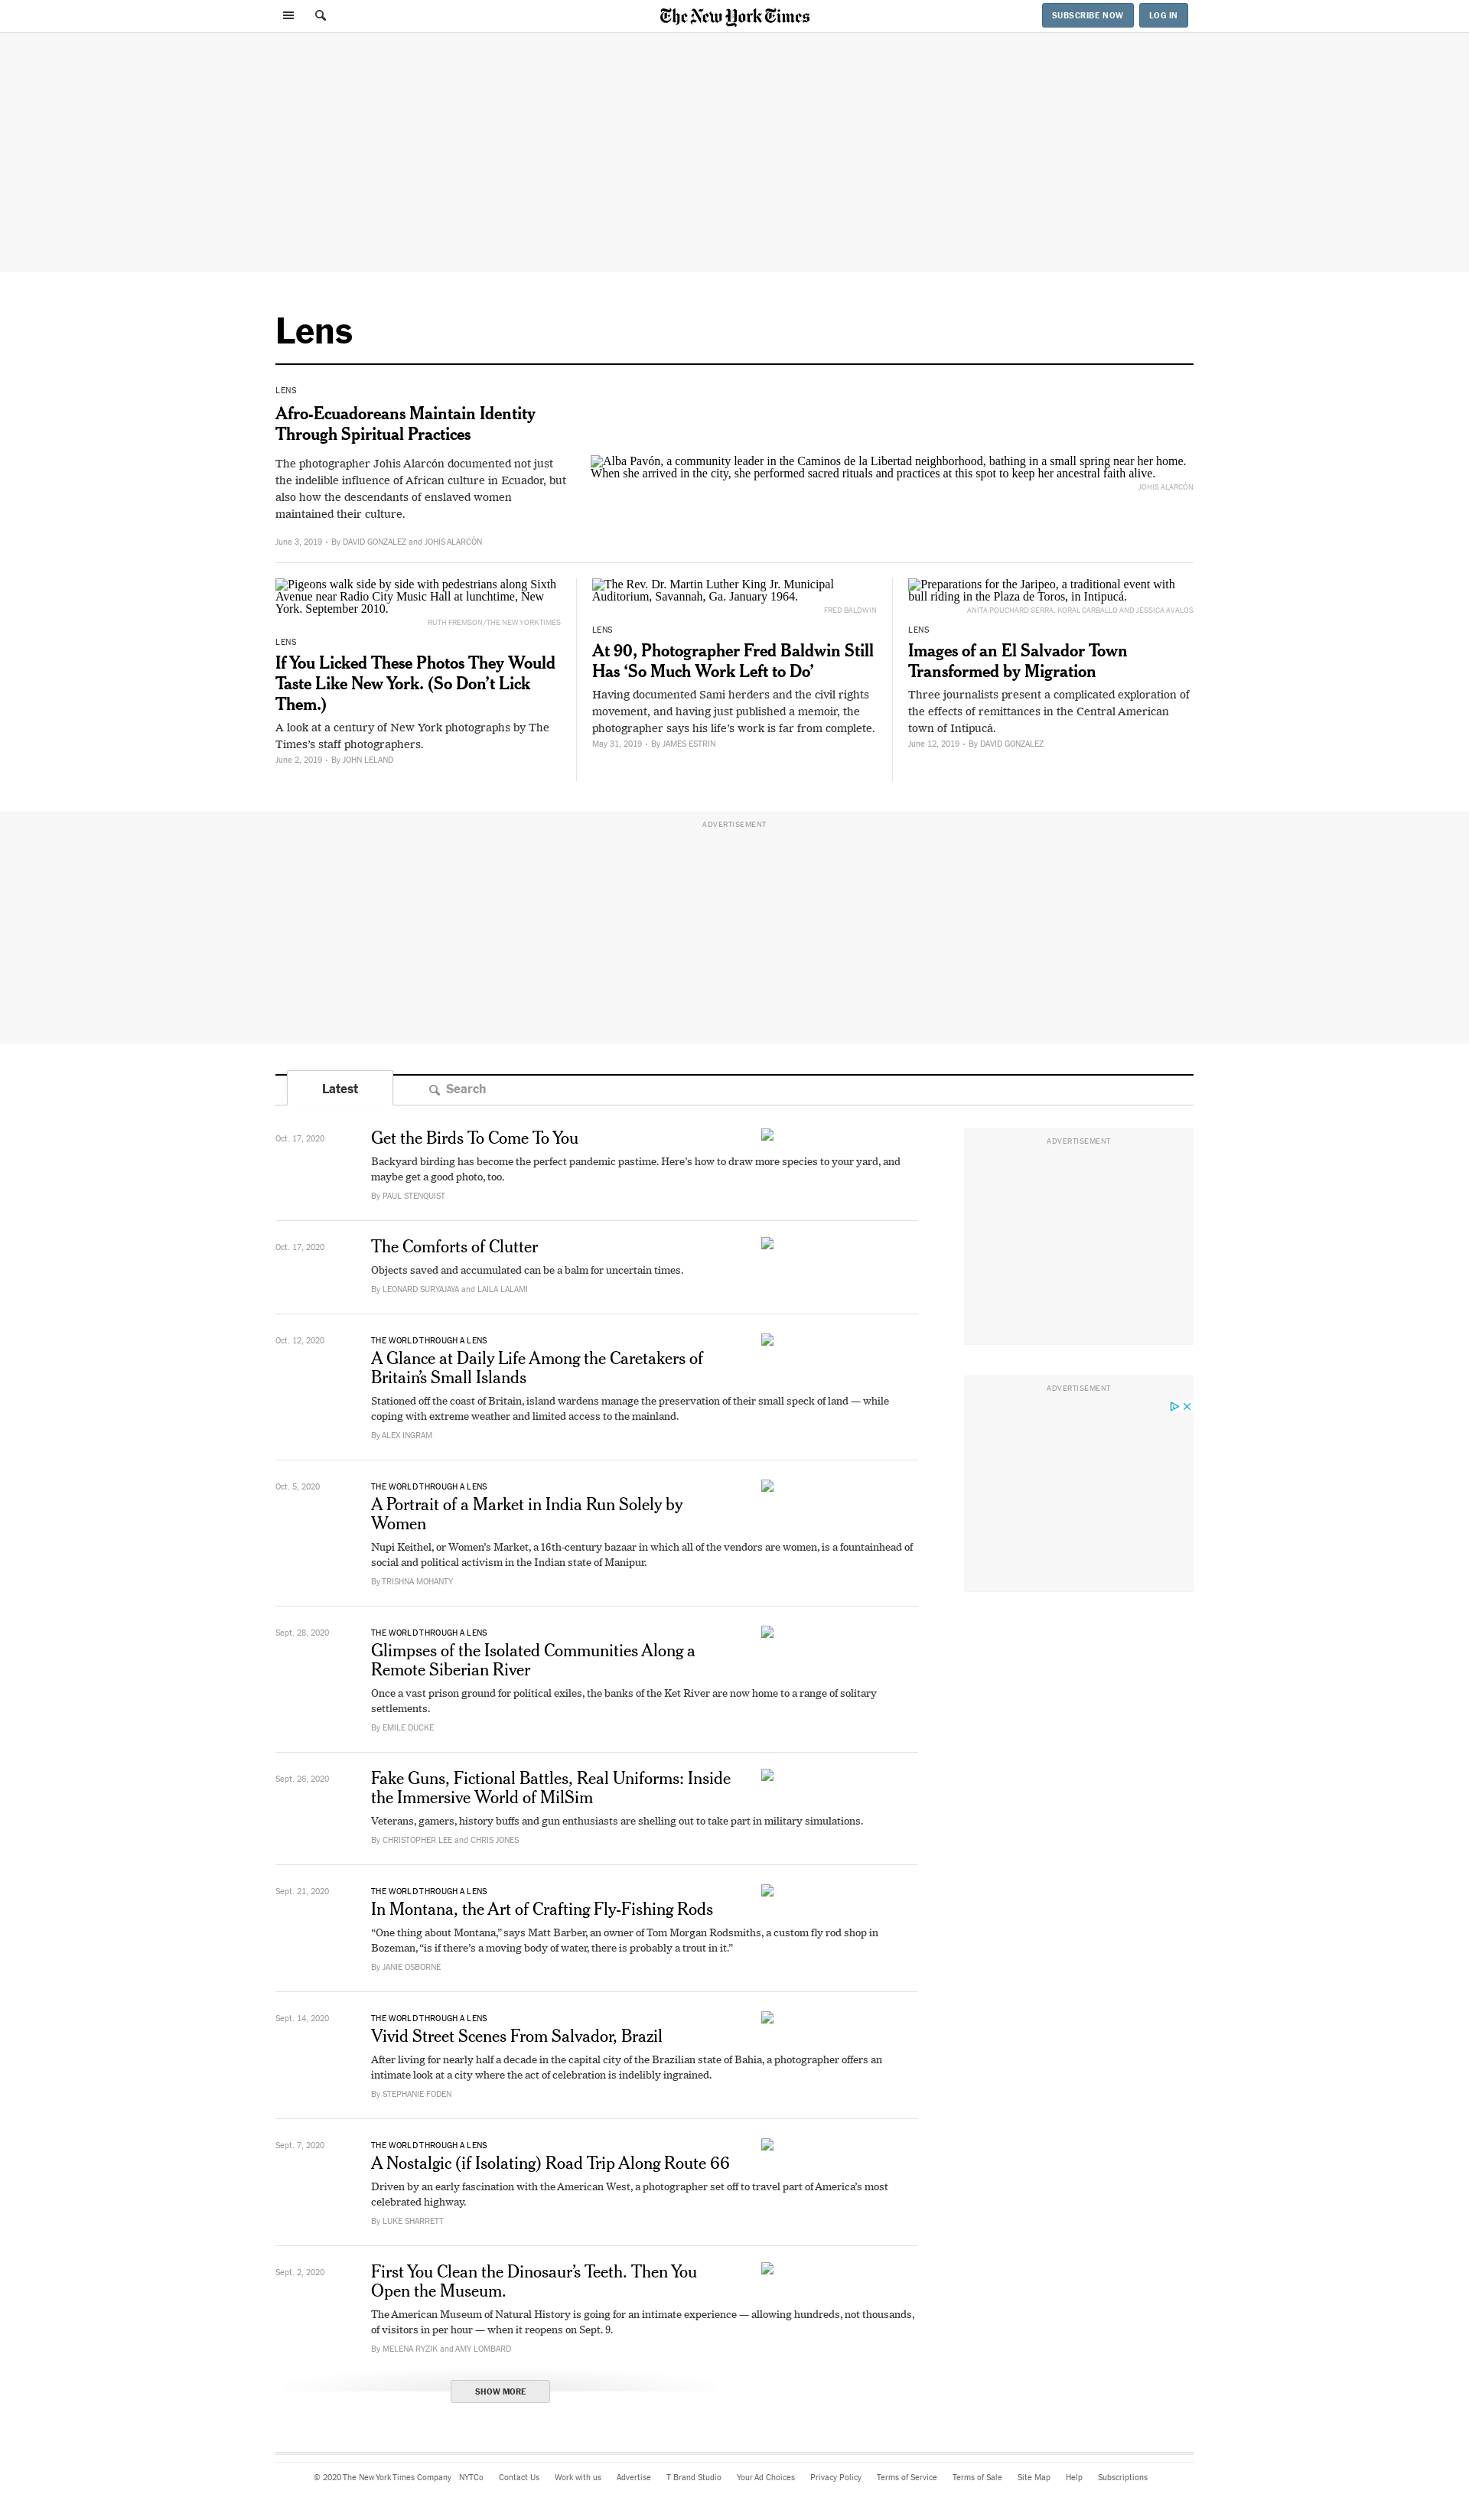 The New York Times
SUBSCRIBE NOW
LOG IN
Lens
LENS
Afro-Ecuadoreans Maintain Identity
Through Spiritual Practices
The photographer Johis Alarcón documented not just
the indelible influence of African culture in Ecuador, but
also how the descendants of enslaved women
maintained their culture.
June 3, 2019 • By DAVID GONZALEZ and JOHIS ALARCÓN
Alba Pavón, a community leader in the Caminos de la Libertad neighborhood, bathing in a small spring near her home.
When she arrived in the city, she performed sacred rituals and practices at this spot to keep her ancestral faith alive.
JOHIS ALARCÓN
Pigeons walk side by side with pedestrians along Sixth
Avenue near Radio City Music Hall at lunchtime, New
York. September 2010.
RUTH FREMSON/THE NEW YORK TIMES
LENS
If You Licked These Photos They Would
Taste Like New York. (So Don’t Lick
Them.)
A look at a century of New York photographs by The
Times’s staff photographers.
June 2, 2019 • By JOHN LELAND
The Rev. Dr. Martin Luther King Jr. Municipal
Auditorium, Savannah, Ga. January 1964.
FRED BALDWIN
LENS
At 90, Photographer Fred Baldwin Still
Has ‘So Much Work Left to Do’
Having documented Sami herders and the civil rights
movement, and having just published a memoir, the
photographer says his life’s work is far from complete.
May 31, 2019 • By JAMES ESTRIN
Preparations for the Jaripeo, a traditional event with
bull riding in the Plaza de Toros, in Intipucá.
ANITA POUCHARD SERRA, KORAL CARBALLO AND JESSICA AVALOS
LENS
Images of an El Salvador Town
Transformed by Migration
Three journalists present a complicated exploration of
the effects of remittances in the Central American
town of Intipucá.
June 12, 2019 • By DAVID GONZALEZ
ADVERTISEMENT
Latest
Search
Oct. 17, 2020
Get the Birds To Come To You
Backyard birding has become the perfect pandemic pastime. Here’s how to draw more species to your yard, and
maybe get a good photo, too.
By PAUL STENQUIST
Oct. 17, 2020
The Comforts of Clutter
Objects saved and accumulated can be a balm for uncertain times.
By LEONARD SURYAJAYA and LAILA LALAMI
Oct. 12, 2020
THE WORLD THROUGH A LENS
A Glance at Daily Life Among the Caretakers of
Britain’s Small Islands
Stationed off the coast of Britain, island wardens manage the preservation of their small speck of land — while
coping with extreme weather and limited access to the mainland.
By ALEX INGRAM
Oct. 5, 2020
THE WORLD THROUGH A LENS
A Portrait of a Market in India Run Solely by
Women
Nupi Keithel, or Women’s Market, a 16th-century bazaar in which all of the vendors are women, is a fountainhead of
social and political activism in the Indian state of Manipur.
By TRISHNA MOHANTY
Sept. 28, 2020
THE WORLD THROUGH A LENS
Glimpses of the Isolated Communities Along a
Remote Siberian River
Once a vast prison ground for political exiles, the banks of the Ket River are now home to a range of solitary
settlements.
By EMILE DUCKE
Sept. 26, 2020
Fake Guns, Fictional Battles, Real Uniforms: Inside
the Immersive World of MilSim
Veterans, gamers, history buffs and gun enthusiasts are shelling out to take part in military simulations.
By CHRISTOPHER LEE and CHRIS JONES
Sept. 21, 2020
THE WORLD THROUGH A LENS
In Montana, the Art of Crafting Fly-Fishing Rods
“One thing about Montana,” says Matt Barber, an owner of Tom Morgan Rodsmiths, a custom fly rod shop in
Bozeman, “is if there’s a moving body of water, there is probably a trout in it.”
By JANIE OSBORNE
Sept. 14, 2020
THE WORLD THROUGH A LENS
Vivid Street Scenes From Salvador, Brazil
After living for nearly half a decade in the capital city of the Brazilian state of Bahia, a photographer offers an
intimate look at a city where the act of celebration is indelibly ingrained.
By STEPHANIE FODEN
Sept. 7, 2020
THE WORLD THROUGH A LENS
A Nostalgic (if Isolating) Road Trip Along Route 66
Driven by an early fascination with the American West, a photographer set off to travel part of America’s most
celebrated highway.
By LUKE SHARRETT
Sept. 2, 2020
First You Clean the Dinosaur’s Teeth. Then You
Open the Museum.
The American Museum of Natural History is going for an intimate experience — allowing hundreds, not thousands,
of visitors in per hour — when it reopens on Sept. 9.
By MELENA RYZIK and AMY LOMBARD
SHOW MORE
ADVERTISEMENT
ADVERTISEMENT
© 2020 The New York Times Company NYTCo Contact Us Work with us Advertise T Brand Studio Your Ad Choices Privacy Policy Terms of Service Terms of Sale Site Map Help Subscriptions